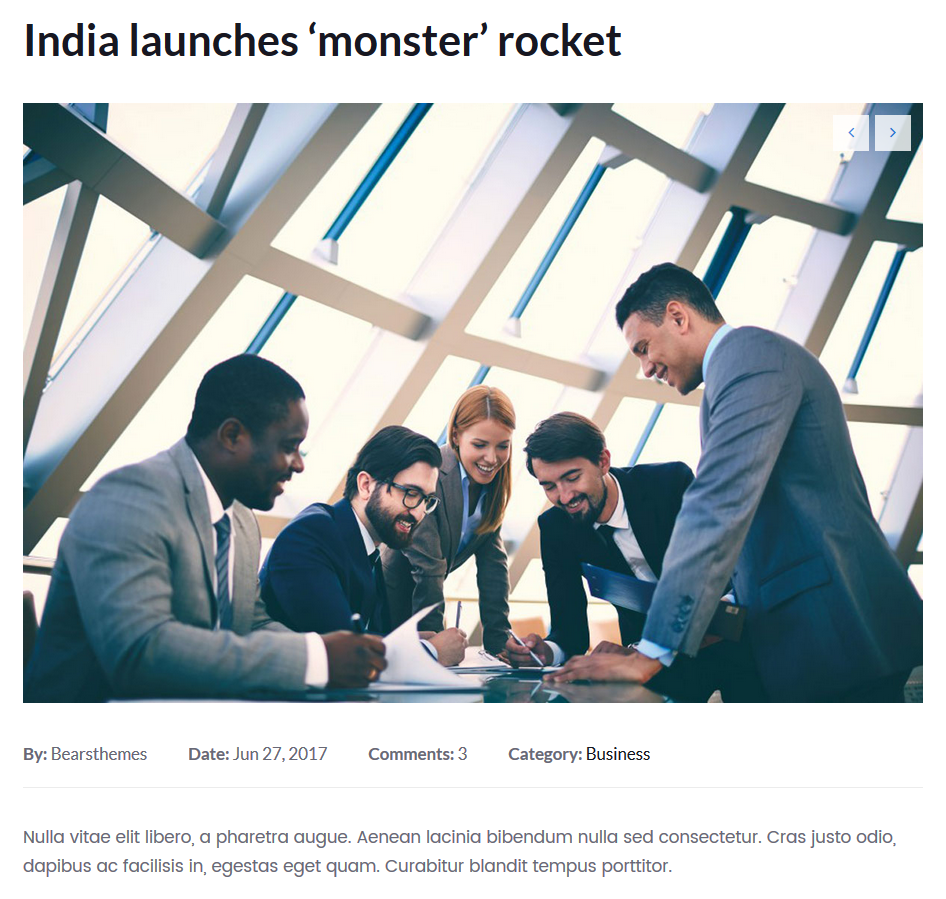 India launches ‘monster’ rocket
By: Bearsthemes Date: Jun 27, 2017 Comments: 3 Category: Business
Nulla vitae elit libero, a pharetra augue. Aenean lacinia bibendum nulla sed consectetur. Cras justo odio,
dapibus ac facilisis in, egestas eget quam. Curabitur blandit tempus porttitor.